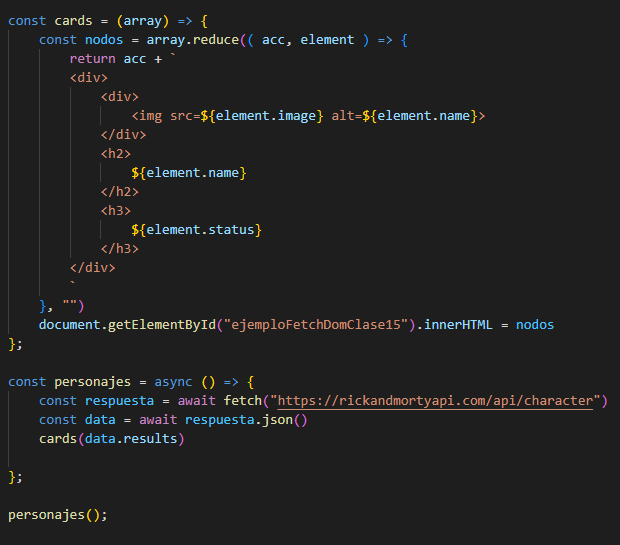 const cards = (array) => {
    const nodos = array.reduce(( acc, element ) => {
        return acc + `
        <div>
            <div>
                <img src=${element.image} alt=${element.name}>
            </div>
            <h2>
                ${element.name}
            </h2>
            <h3>
                ${element.status}
            </h3>
        </div>
        `
    }, "")
    document.getElementById("ejemploFetchDomClase15").innerHTML = nodos
};

const personajes = async () => {
    const respuesta = await fetch("https://rickandmortyapi.com/api/character")
    const data = await respuesta.json()
    cards(data.results)

};

personajes();